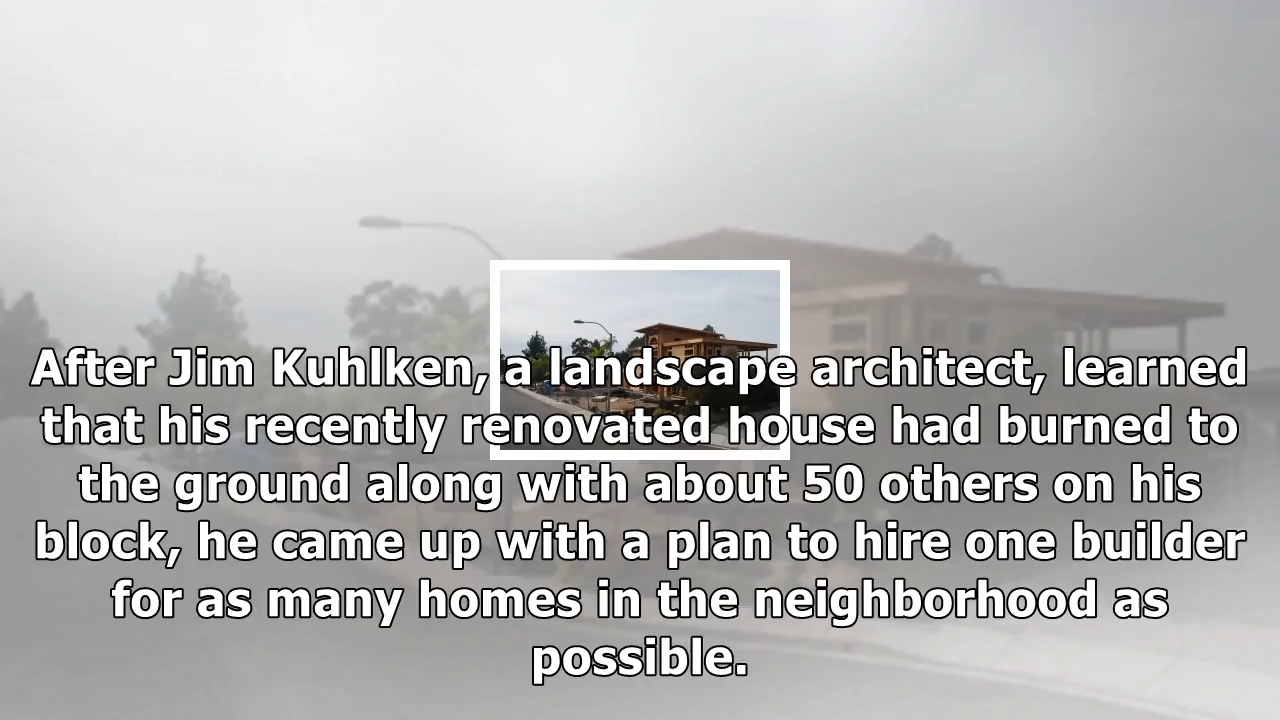 After Jim Kuhlken, a landscape architect, learned
that his recently renovated house had burned to
the ground along with about 50 others on his
block, he came up with a plan to hire one builder
for as many homes in the neighborhood as
possible.